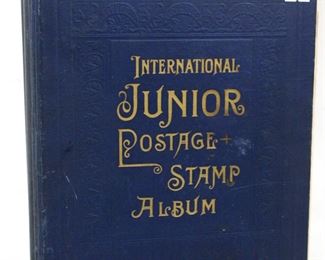 INTERNATIONAL
JUNIOR
POSTAGE
STAMP
ALBUM